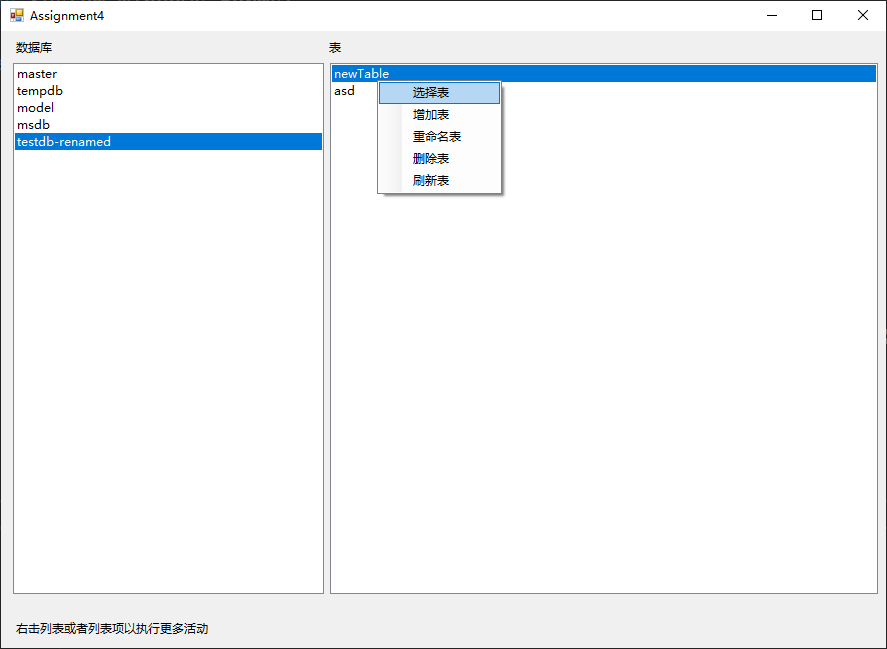 Assignment4
数据库
表
master
tempdb
model
msdb
testdb-renamed
newTable
asd
选择表
增加表
重命名表
删除表
刷新表
右击列表或者列表项以执行更多活动